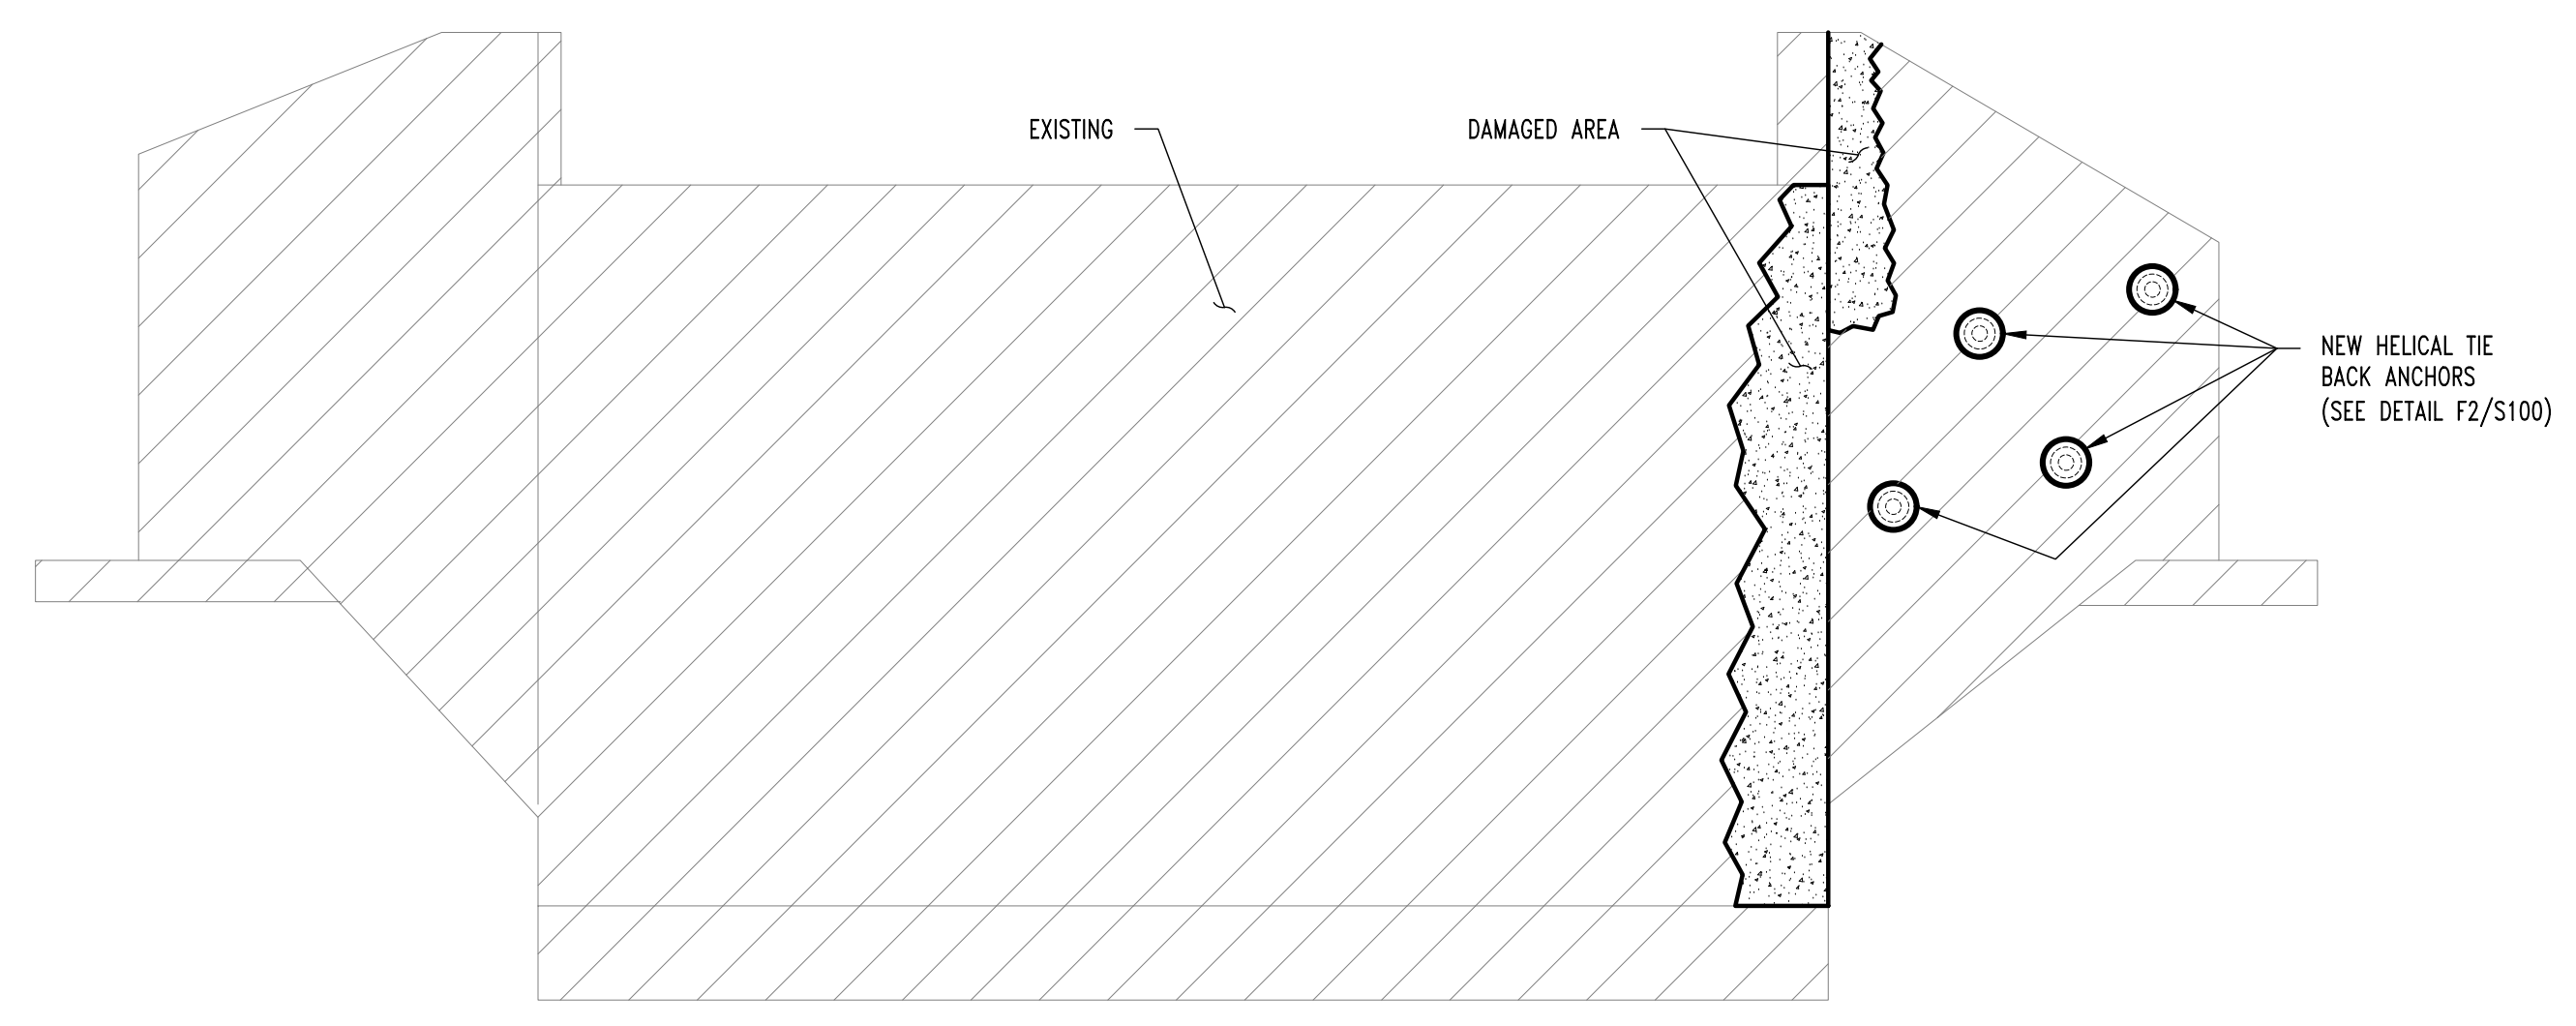 EXISTING
DAMAGED AREA
NEW HELICAL TIE
BACK ANCHORS
(SEE DETAIL F2/S100)